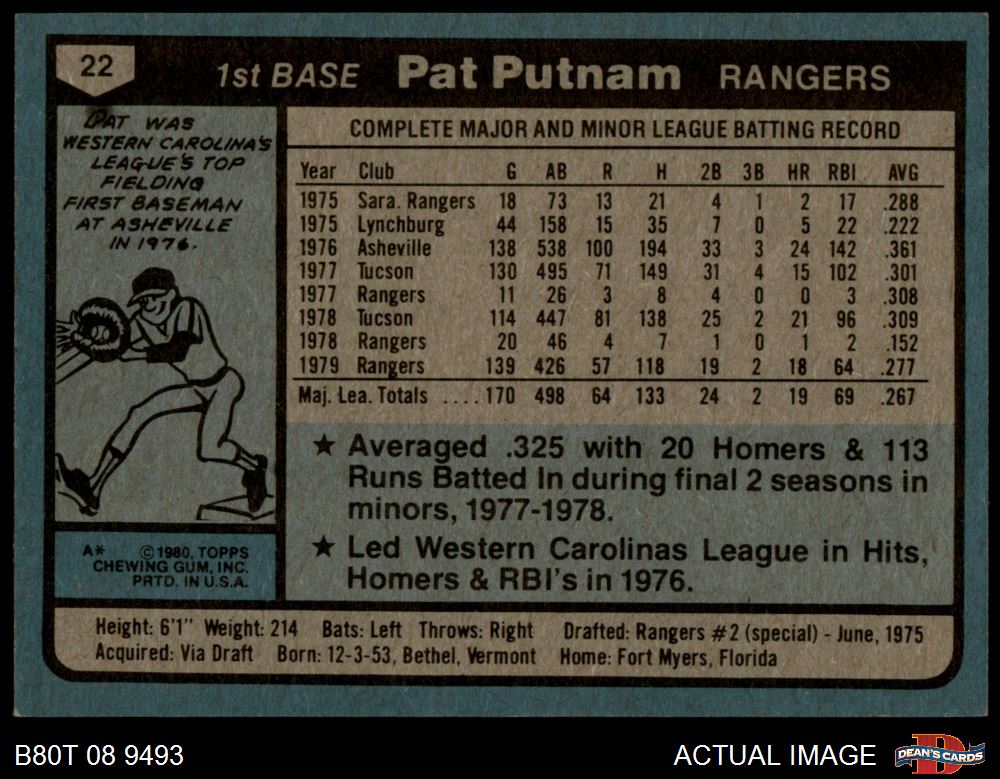 22
1st BASE Pat Putnam RANGERS
PAT WAS
WESTERN CAROLINA'S
LEAGUE'S TOP
FIELDING
FIRST BASEMAN
AT ASHEVILLE
IN 1976.
COMPLETE MAJOR AND MINOR LEAGUE BATTING RECORD
Year Club G AB R H 2B 3B HR RBI AVG
1975 Sara. Rangers 18 73 13 21 4 1 2 17 .288
1975 Lynchburg 44 158 15 35 7 0 5 22 .222
1976 Asheville 138 538 100 194 33 3 24 142 .361
1977 Tucson 130 495 71 149 31 4 15 102 .301
1977 Rangers 11 26 3 8 4 0 0 3 .308
1978 Tucson 114 447 81 138 25 2 21 96 .309
1978 Rangers 20 46 4 7 1 0 1 2 .152
1979 Rangers 139 426 57 118 19 2 18 64 .277
Maj. Lea. Totals ....170 498 64 133 24 2 19 69 .267
★ Averaged .325 with 20 Homers & 113
Runs Batted In during final 2 seasons in
minors, 1977-1978.
★ Led Western Carolinas League in Hits,
Homers & RBI's in 1976.
A* ©1980, TOPPS
CHEWING GUM, INC.
PRTD. IN U.S.A.
Height: 6'1" Weight: 214 Bats: Left Throws: Right Drafted: Rangers #2 (special) - June, 1975
Acquired: Via Draft Born: 12-3-53, Bethel, Vermont Home: Fort Myers, Florida
B80T 08 9493
ACTUAL IMAGE
D
DEAN'S CARDS